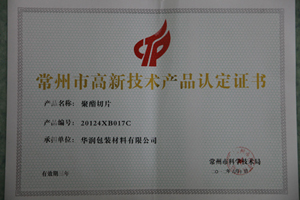 常州市高新技术产品认定证书
产品名称: 聚酯切片
产品编号: 20124XB017C
承担单位: 华润包装材料有限公司
常州市科学技术局
有效期三年